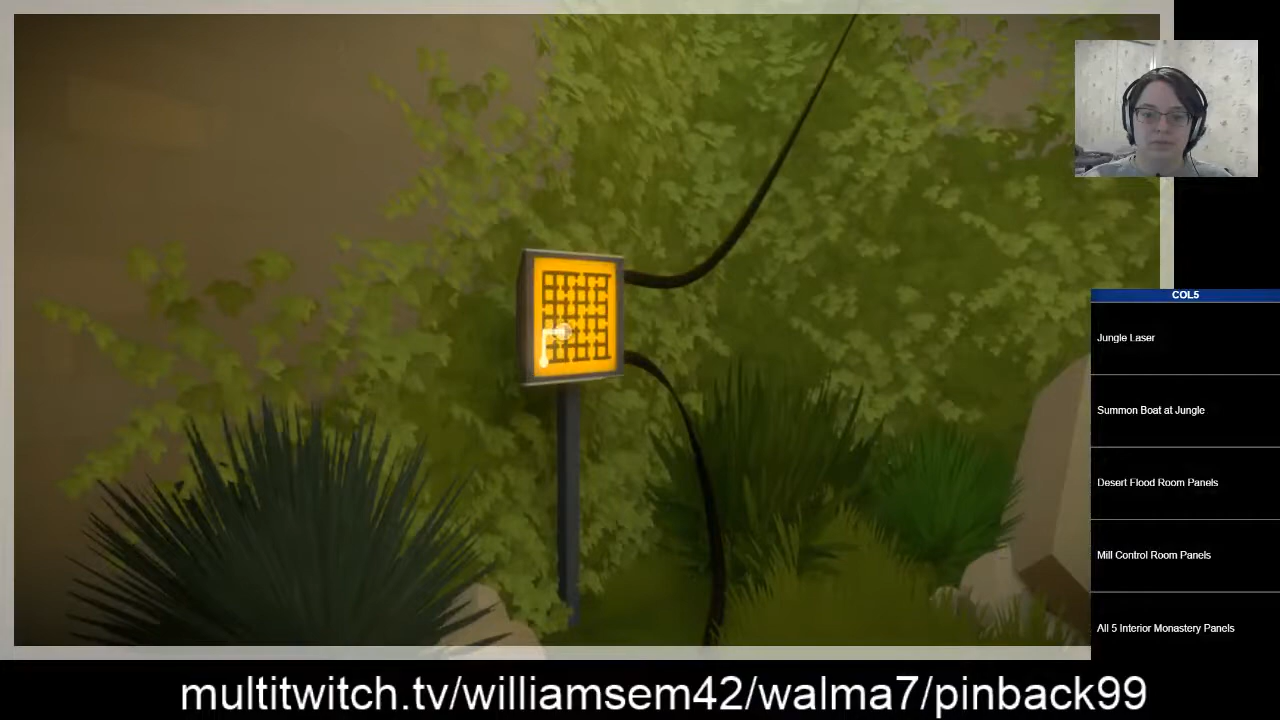 COL5
Jungle Laser
Summon Boat at Jungle
Desert Flood Room Panels
Mill Control Room Panels
All 5 Interior Monastery Panels
multitwitch.tv/williamsem42/walma7/pinback99